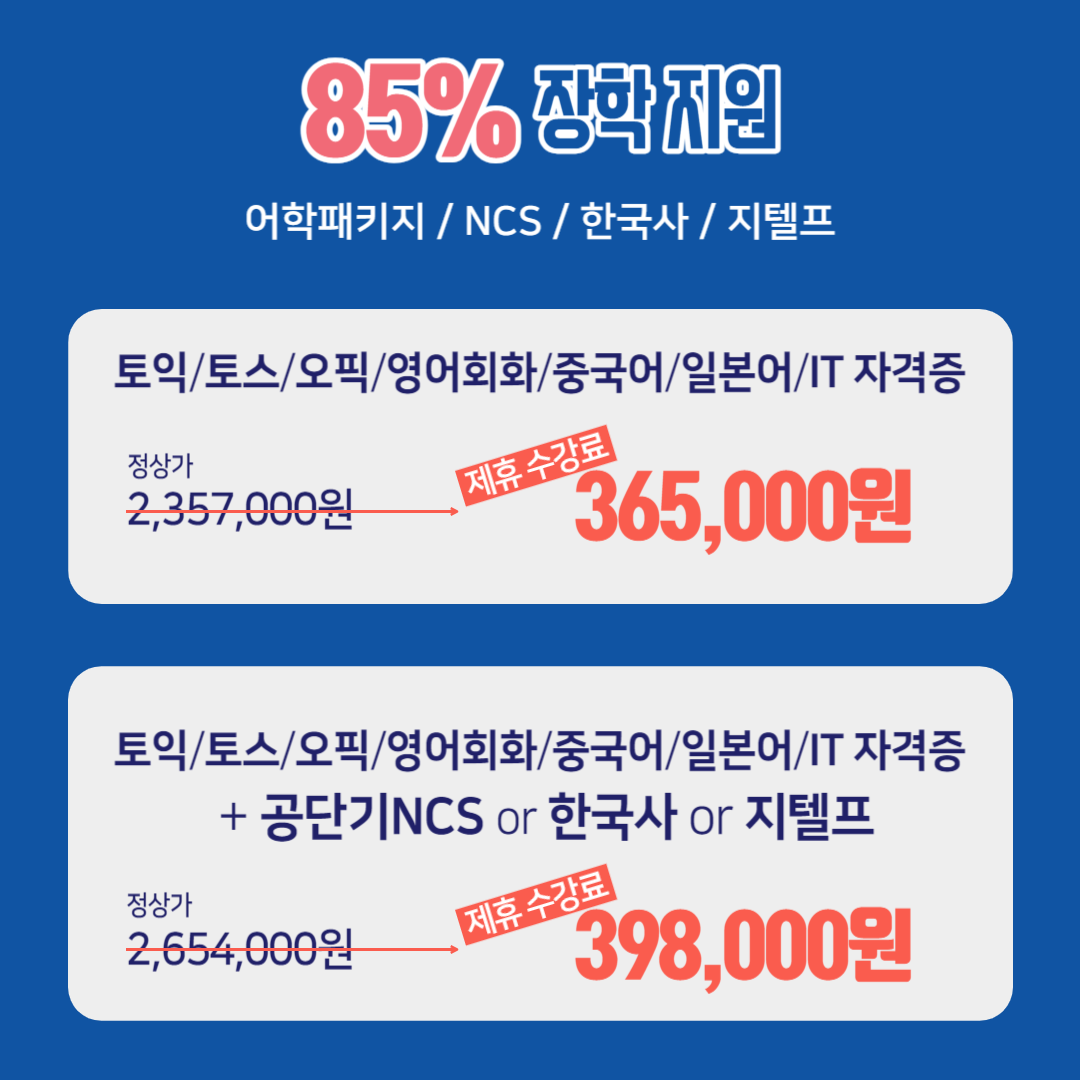 85% 장학 지원
어학패키지 / NCS / 한국사 / 지텔프
토익/토스/오픽/영어회화/중국어/일본어/IT 자격증
정상가
2,357,000원
제휴 수강료
365,000원
토익/토스/오픽/영어회화/중국어/일본어/IT 자격증
+ 공단기NCS or 한국사 or 지텔프
정상가
2,654,000원
제휴 수강료
398,000원